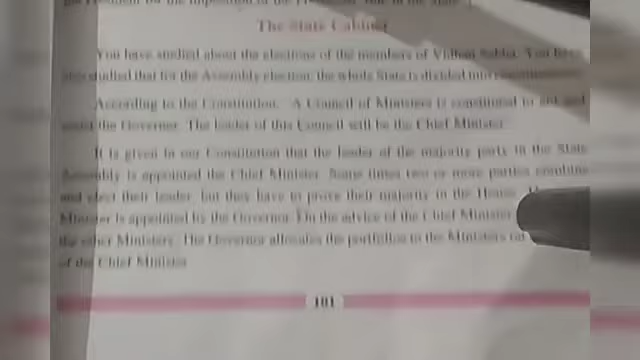 The State Cabinet
You have studied about the elections of the members of Vidhan Sabha. You have
also studied that for the Assembly election, the whole State is divided into
According to the Constitution. A Council of Ministers is constituted to aid and
assist the Governor. The leader of this Council will be the Chief Minister.
It is given in our Constitution that the leader of the majority party in the State
Assembly is appointed the Chief Minister. Some times two or more parties combine
and elect their leader, but they have to prove their majority in the House.
Minister is appointed by the Governor. On the advice of the Chief Minister
the other Ministers. The Governor allocates the portfolios to the Ministers on
of the Chief Minister
101